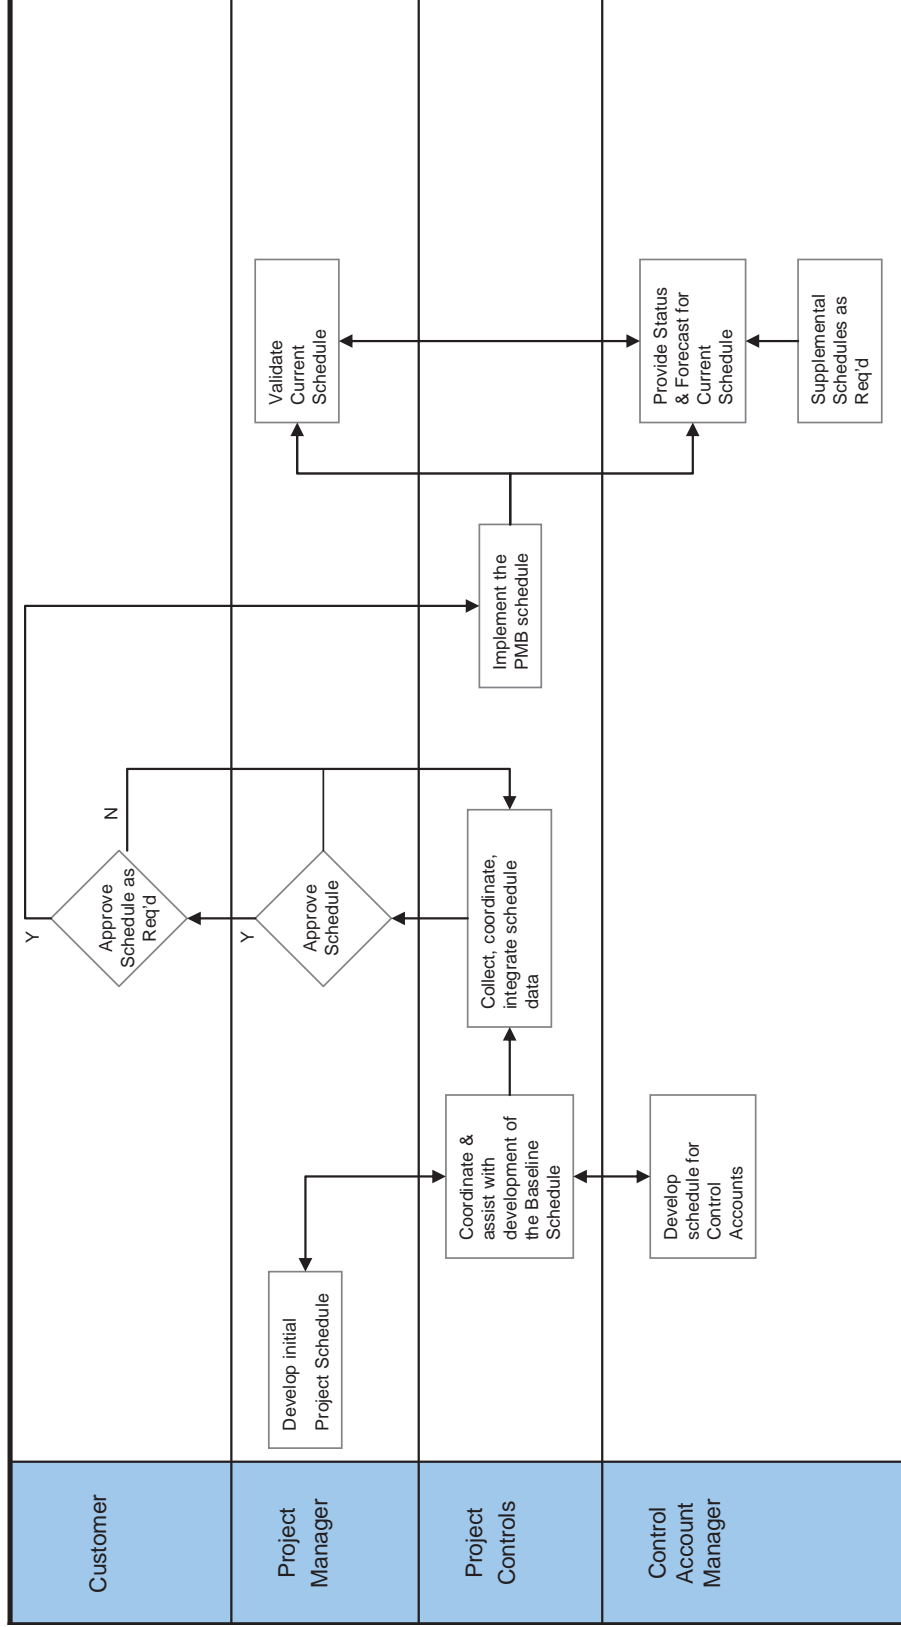 Customer
Y
Approve
Schedule as
Req'd
N
Project
Manager
Develop initial
Project Schedule
Y
Approve
Schedule
Validate
Current
Schedule
Project
Controls
Coordinate &
assist with
development of
the Baseline
Schedule
Collect, coordinate,
integrate schedule
data
Implement the
PMB schedule
Control
Account
Manager
Develop
schedule for
Control
Accounts
Provide Status
& Forecast for
Current
Schedule
Supplemental
Schedules as
Req'd